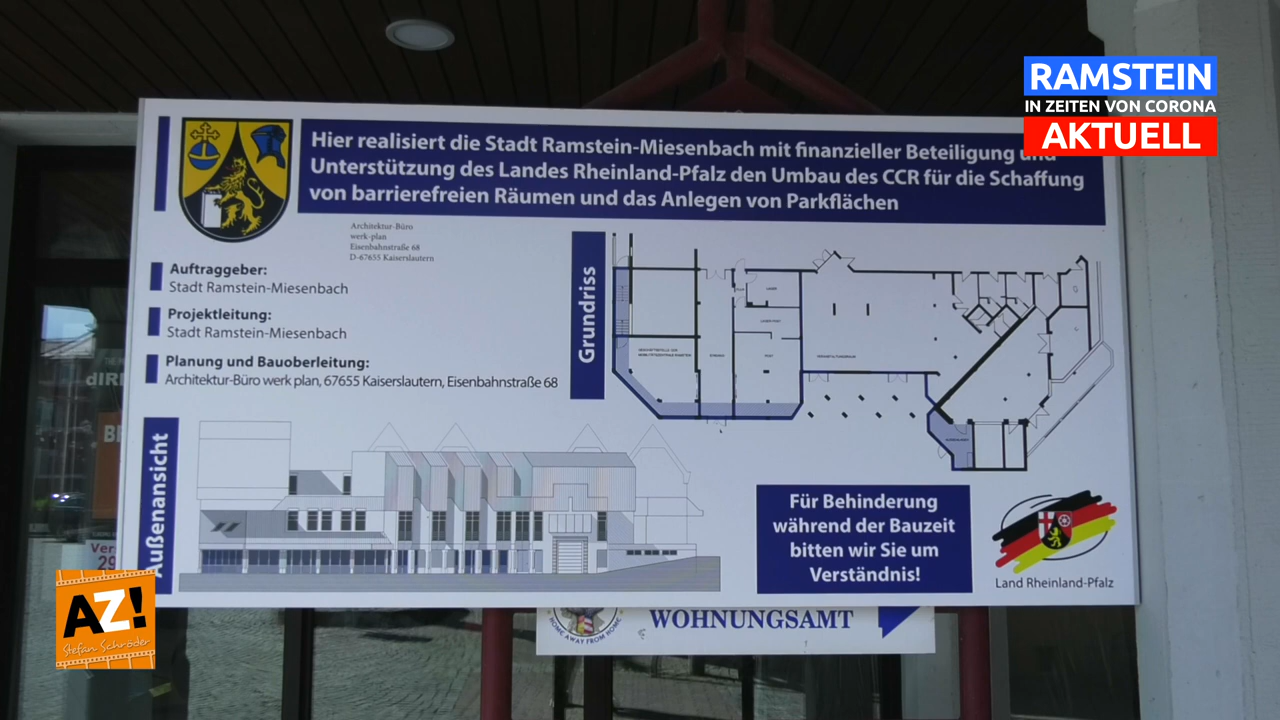 RAMSTEIN
IN ZEITEN VON CORONA
AKTUELL
Hier realisiert die Stadt Ramstein-Miesenbach mit finanzieller Beteiligung und
Unterstützung des Landes Rheinland-Pfalz den Umbau des CCR für die Schaffung
von barrierefreien Räumen und das Anlegen von Parkflächen
Architektur-Büro
werk-plan
Eisenbahnstraße 68
D-67655 Kaiserslautern
Auftraggeber:
Stadt Ramstein-Miesenbach
Projektleitung:
Stadt Ramstein-Miesenbach
Planung und Bauoberleitung:
Architektur-Büro werk plan, 67655 Kaiserslautern, Eisenbahnstraße 68
Grundriss
Außenansicht
Für Behinderung
während der Bauzeit
bitten wir Sie um
Verständnis!
Land Rheinland-Pfalz
HOME AWAY FROM HOME
WOHNUNGSAMT
AZ!
Stefan Schröder